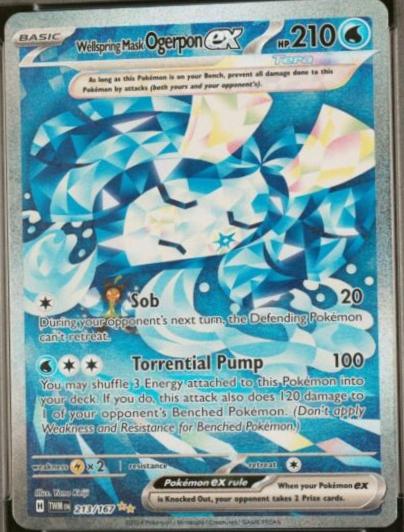 BASIC
Wellspring Mask Ogerpon ex
HP 210
Tera
As long as this Pokémon is on your Bench, prevent all damage done to this
Pokémon by attacks (both yours and your opponent's).
Sob 20
During your opponent's next turn, the Defending Pokémon
can't retreat.
Torrential Pump 100
You may shuffle 3 Energy attached to this Pokémon into
your deck. If you do, this attack also does 120 damage to
1 of your opponent's Benched Pokémon. (Don't apply
Weakness and Resistance for Benched Pokémon.)
weakness ×2 resistance retreat
Pokémon ex rule When your Pokémon ex
is Knocked Out, your opponent takes 2 Prize cards.
Illus. Yano Keiji
H TWM EN 213/167